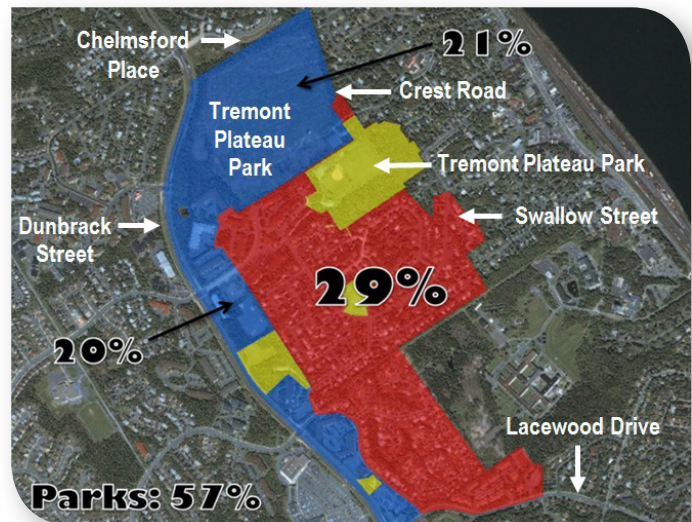 Chelmsford
Place
21%
Crest Road
Tremont
Plateau
Park
Tremont Plateau Park
Dunbrack
Street
Swallow Street
29%
20%
Lacewood Drive
Parks: 57%